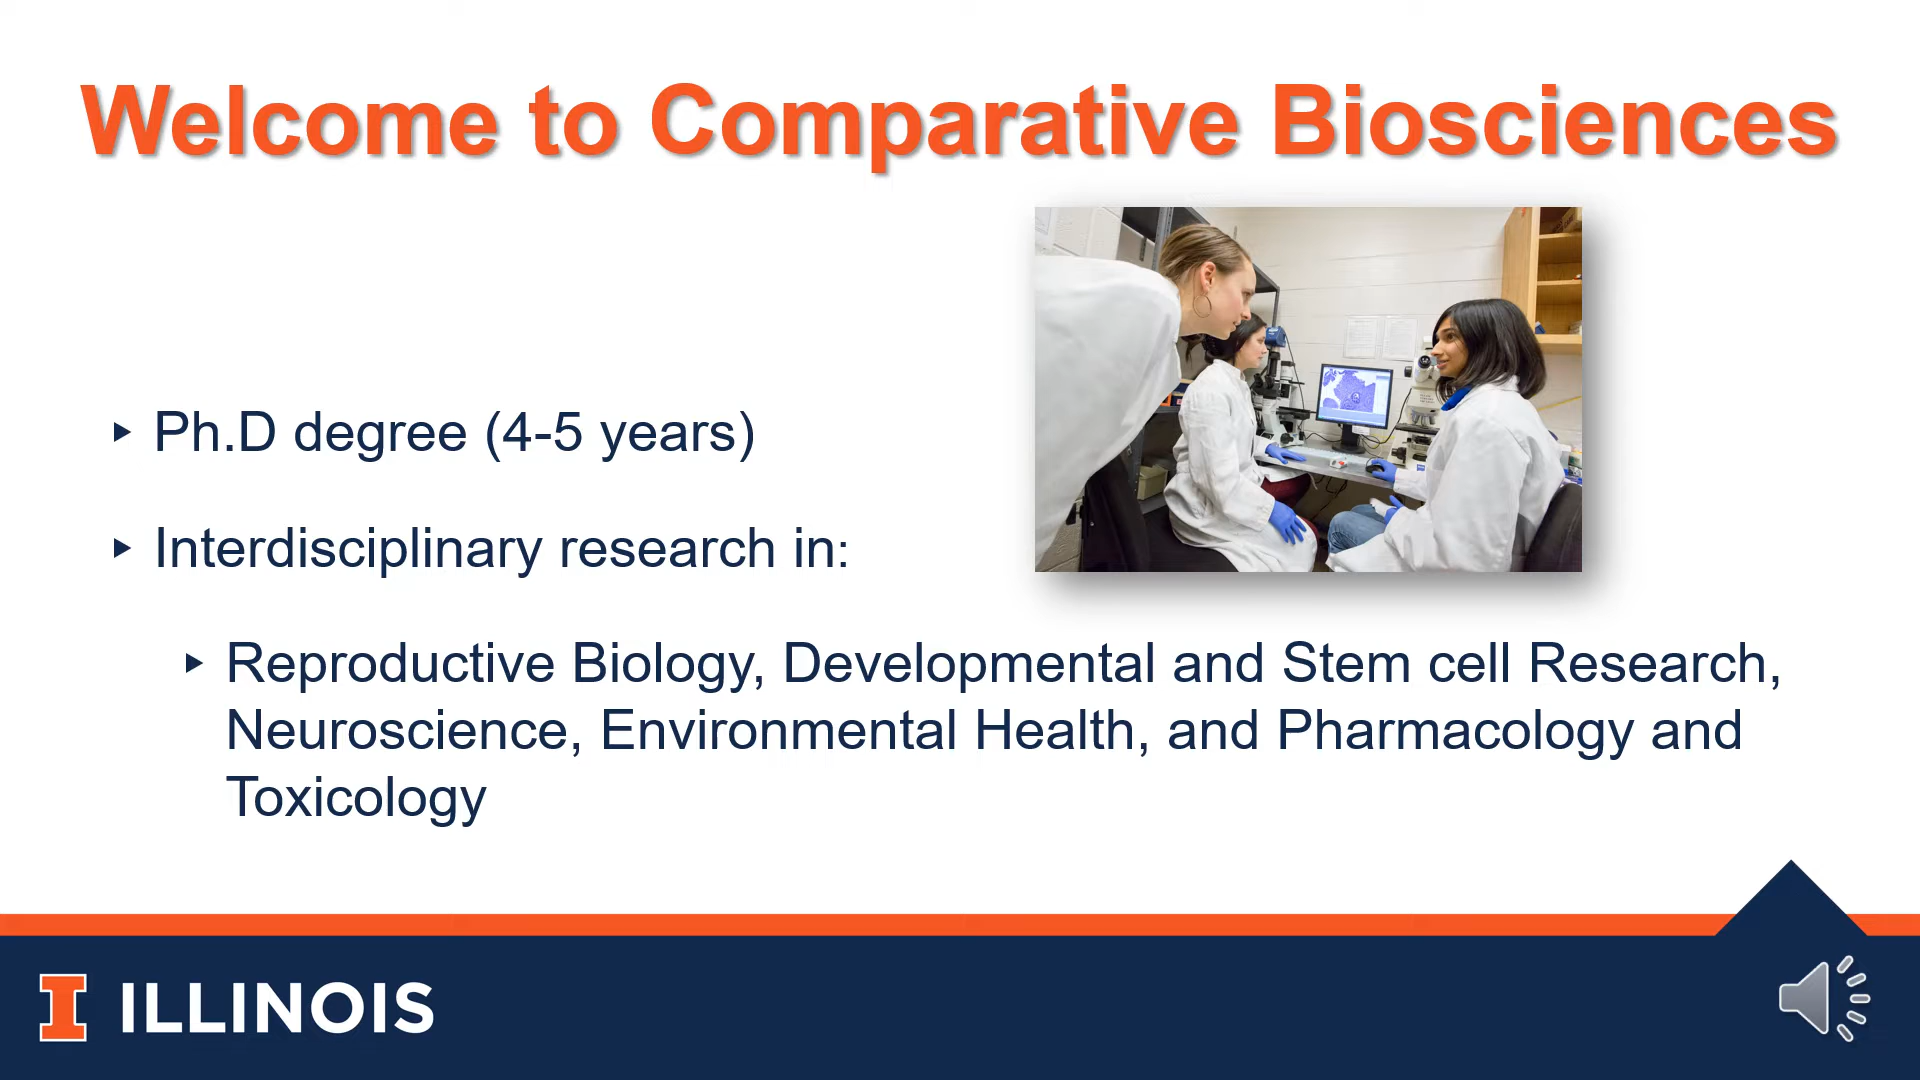 Welcome to Comparative Biosciences
Ph.D degree (4-5 years)
Interdisciplinary research in:
Reproductive Biology, Developmental and Stem cell Research,
Neuroscience, Environmental Health, and Pharmacology and
Toxicology
I ILLINOIS